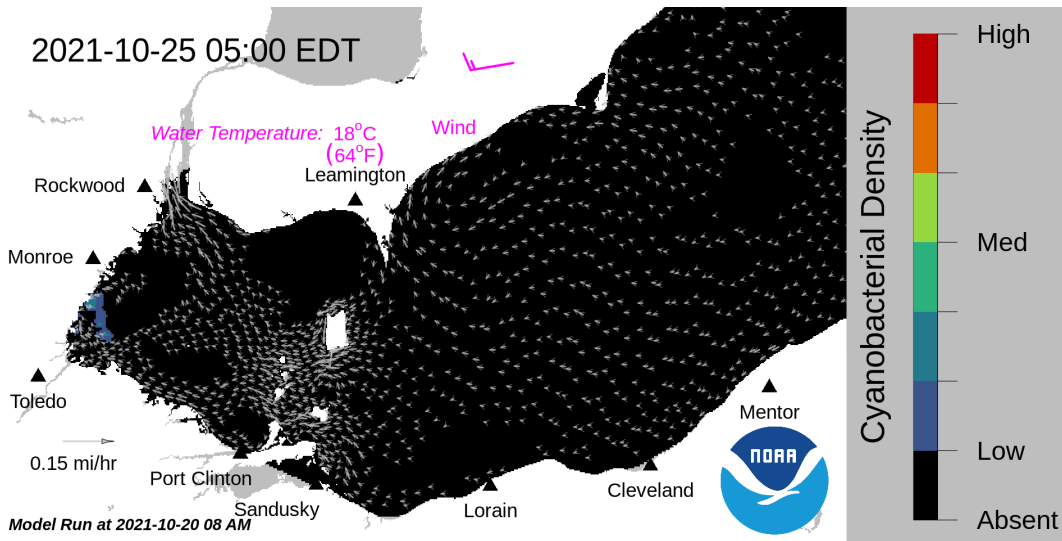 2021-10-25 05:00 EDT
High
Water Temperature: 18°C
(64°F)
Wind
Leamington
Rockwood
Monroe
Med
Cyanobacterial Density
Toledo
Mentor
NOAA
0.15 mi/hr
Low
Port Clinton
Cleveland
Sandusky
Lorain
Model Run at 2021-10-20 08 AM
Absent